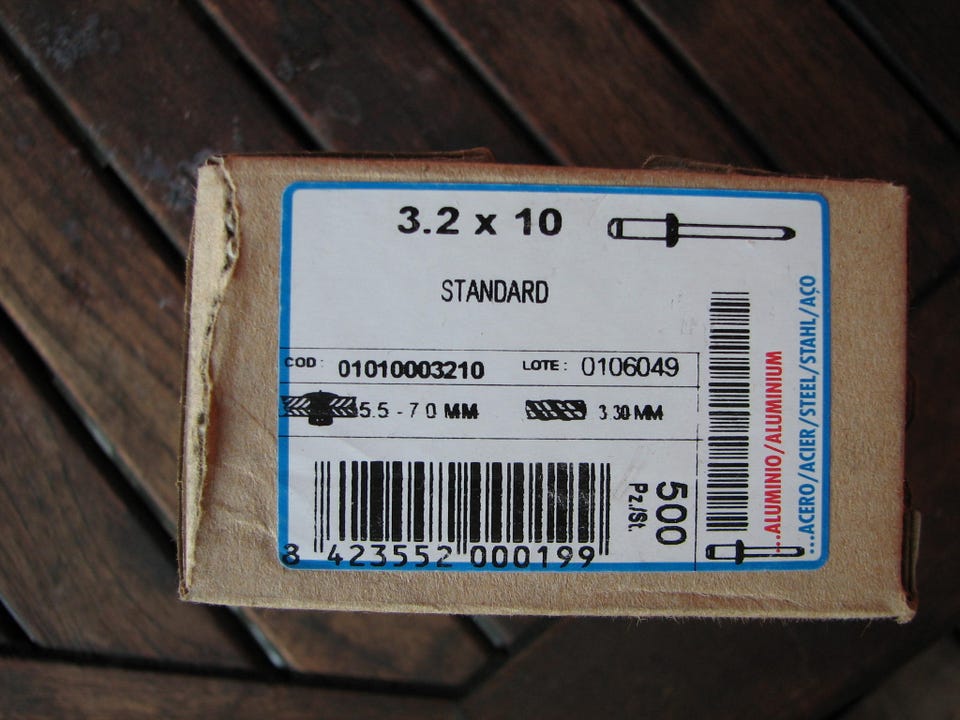 3.2 x 10
STANDARD
COD: 01010003210 LOTE: 0106049
5.5 - 7.0 MM 3.30 MM
8 423552 000199
500
Pz./St.
...ALUMINIO/ALUMINIUM
...ACERO/ACIER/STEEL/STAHL/AÇO